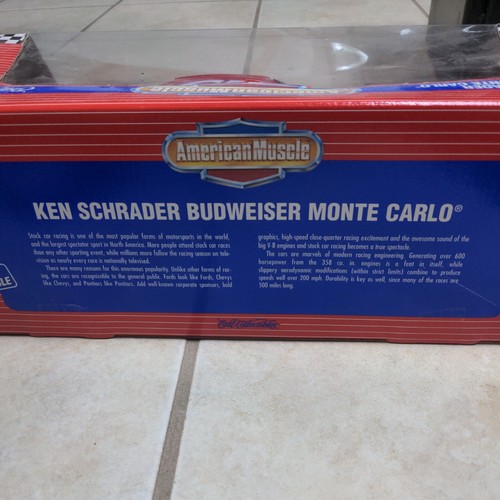 AmericanMuscle
AmericanMuscle
KEN SCHRADER BUDWEISER MONTE CARLO®
Stock car racing is one of the most popular forms of motorsports in the world,
and the largest spectator sport in North America. More people attend stock car races
than any other sporting event, while millions more follow the racing season on tele-
vision as nearly every race is nationally televised.
There are many reasons for this enormous popularity. Unlike other forms of rac-
ing, the cars are recognizable to the general public. Fords look like Fords, Chevys
like Chevys, and Pontiacs like Pontiacs. Add well-known corporate sponsors, bold
graphics, high-speed close-quarter racing excitement and the awesome sound of the
big V-8 engines and stock car racing becomes a true spectacle.
The cars are marvels of modern racing engineering. Generating over 600
horsepower from the 358 cu. in. engines is a feat in itself, while
slippery aerodynamic modifications (within strict limits) combine to produce
speeds well over 200 mph. Durability is key as well, since many of the races are
500 miles long.
Ertl Collectibles